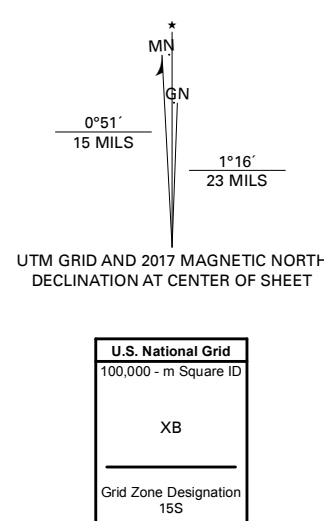 ★
MN
GN
0°51´
15 MILS
1°16´
23 MILS
UTM GRID AND 2017 MAGNETIC NORTH
DECLINATION AT CENTER OF SHEET
U.S. National Grid
100,000 - m Square ID
XB
Grid Zone Designation
15S